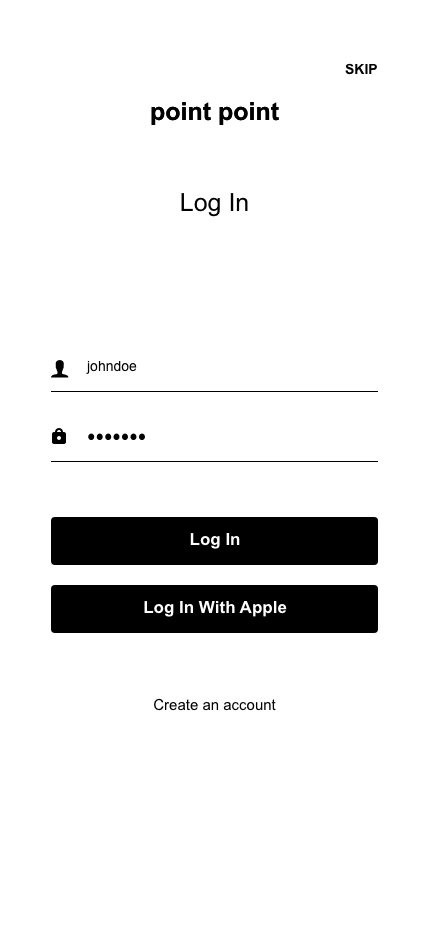 SKIP
point point
Log In
johndoe
•••••••
Log In
Log In With Apple
Create an account